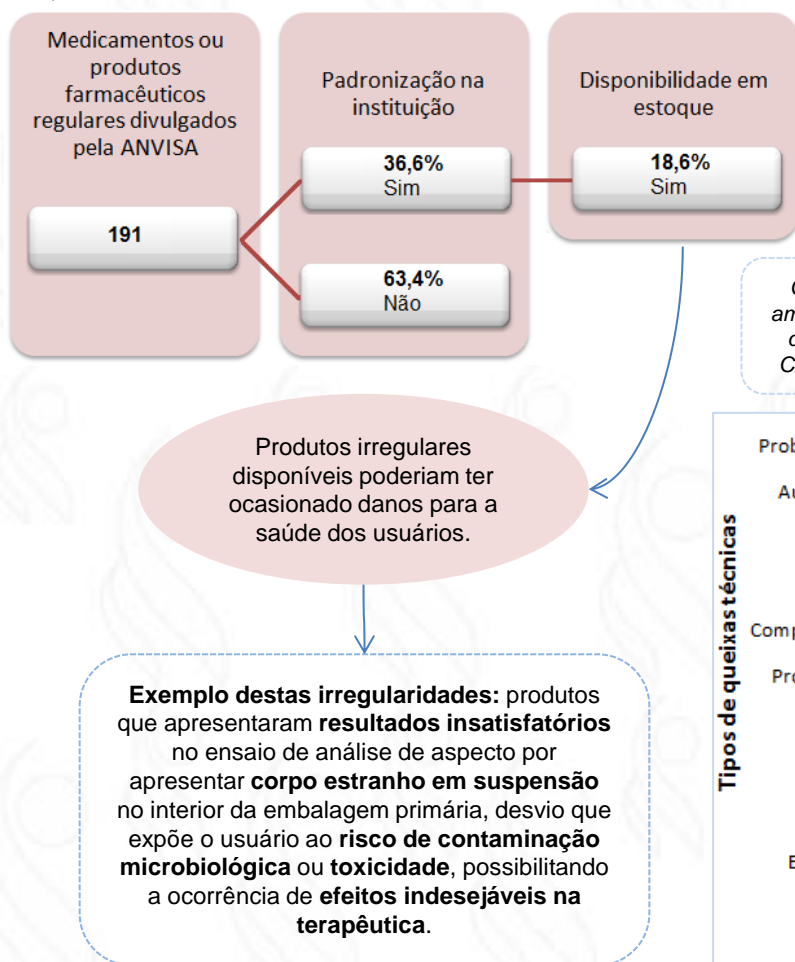 Medicamentos ou
produtos
farmacêuticos
regulares divulgados
pela ANVISA
191
Padronização na
instituição
36,6%
Sim
63,4%
Não
Disponibilidade em
estoque
18,6%
Sim
Produtos irregulares
disponíveis poderiam ter
ocasionado danos para a
saúde dos usuários.
Exemplo destas irregularidades: produtos
que apresentaram resultados insatisfatórios
no ensaio de análise de aspecto por
apresentar corpo estranho em suspensão
no interior da embalagem primária, desvio que
expõe o usuário ao risco de contaminação
microbiológica ou toxicidade, possibilitando
a ocorrência de efeitos indesejáveis na
terapêutica.
Tipos de queixas técnicas